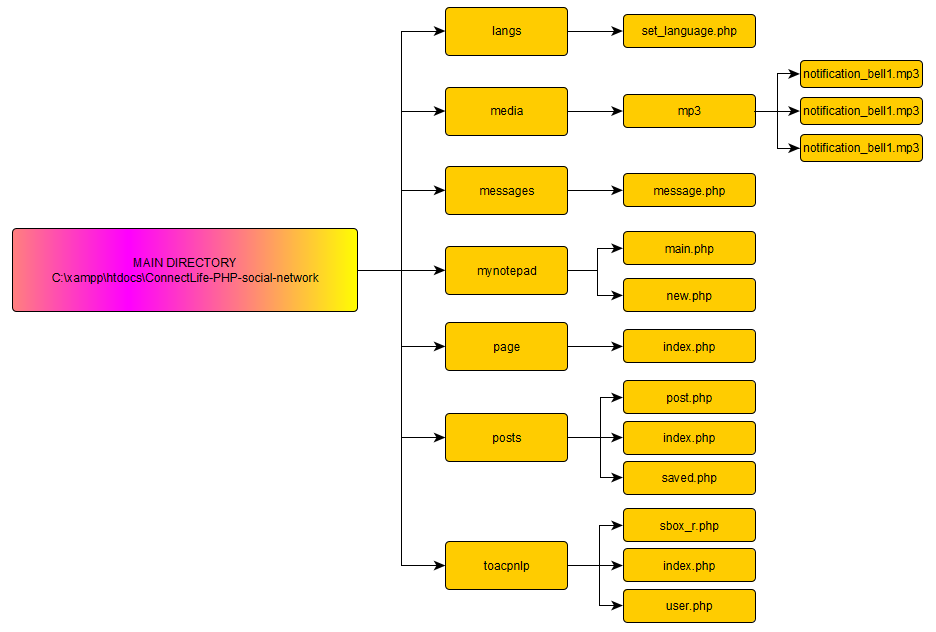 langs
set_language.php
media
mp3
notification_bell1.mp3
notification_bell1.mp3
notification_bell1.mp3
messages
message.php
MAIN DIRECTORY
C:\xampp\htdocs\ConnectLife-PHP-social-network
mynotepad
main.php
new.php
page
index.php
posts
post.php
index.php
saved.php
toacpnlp
sbox_r.php
index.php
user.php